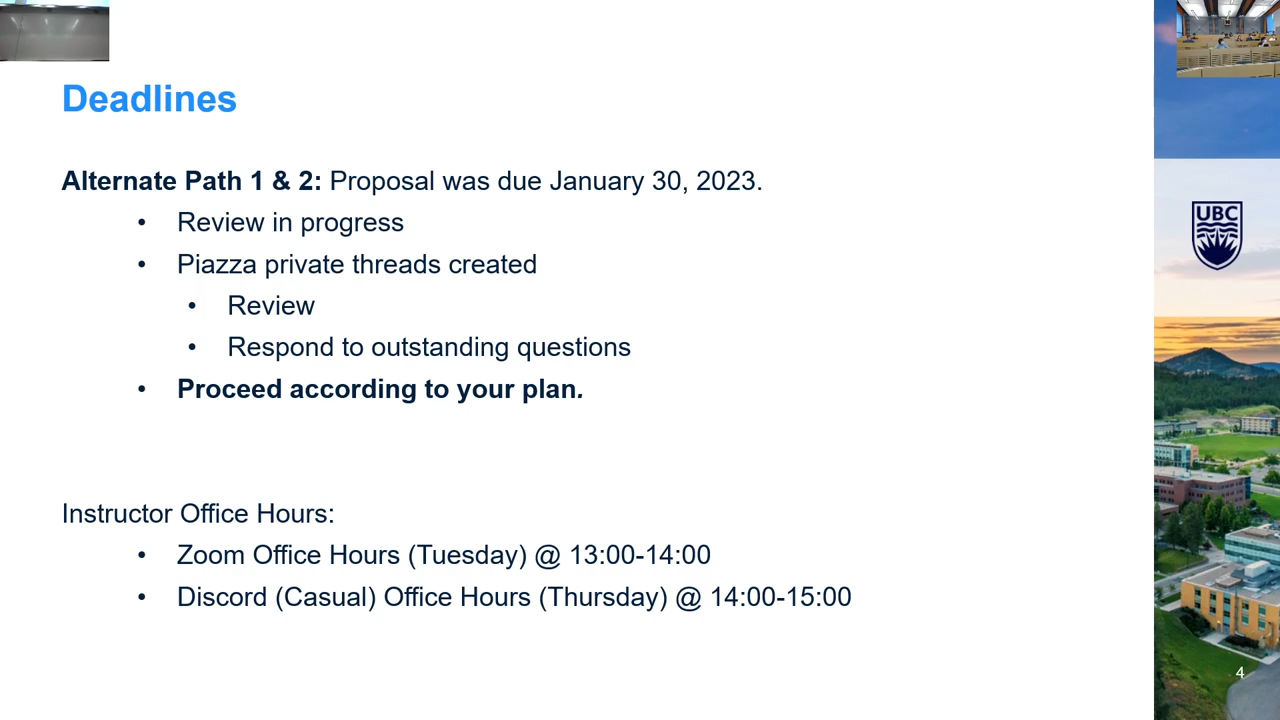 Deadlines
Alternate Path 1 & 2: Proposal was due January 30, 2023.
• Review in progress
• Piazza private threads created
• Review
• Respond to outstanding questions
• Proceed according to your plan.
Instructor Office Hours:
• Zoom Office Hours (Tuesday) @ 13:00-14:00
• Discord (Casual) Office Hours (Thursday) @ 14:00-15:00
UBC
4